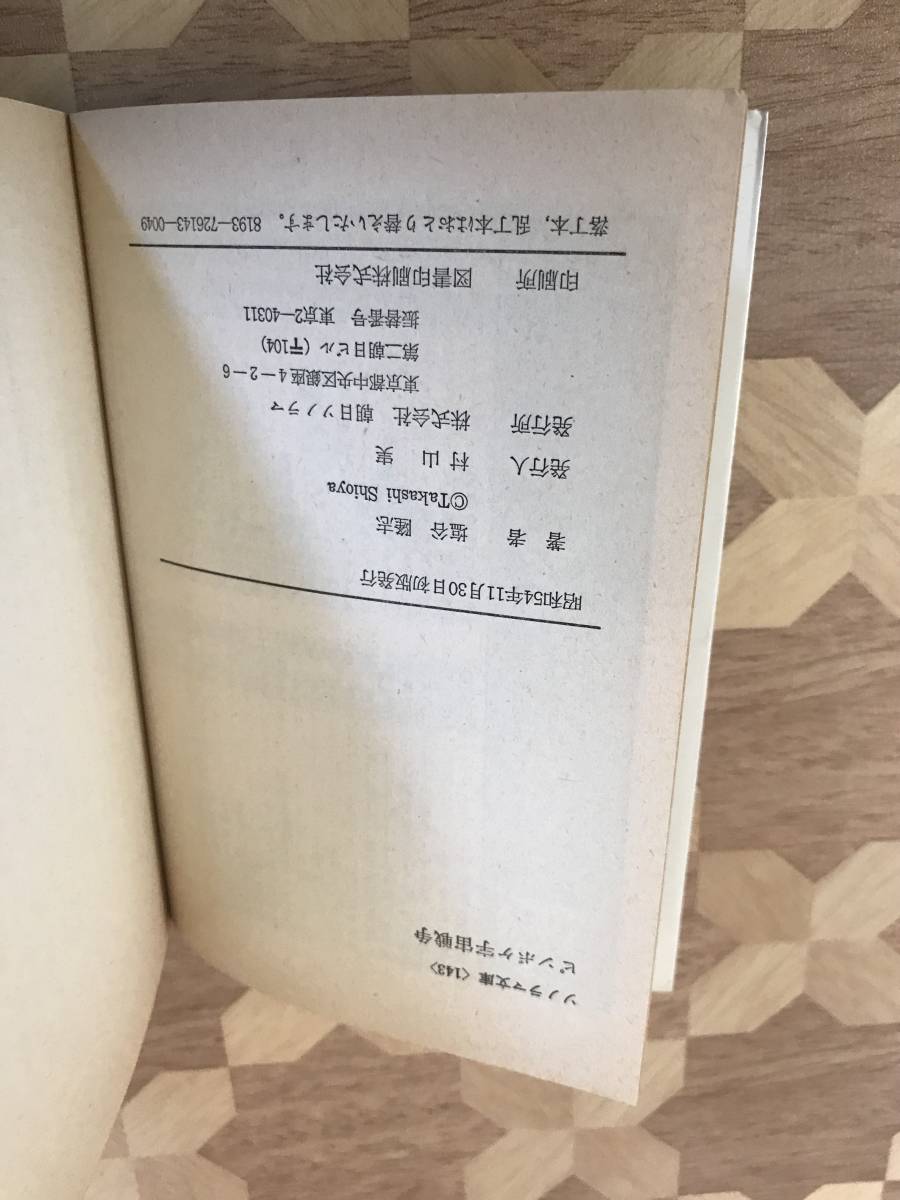 ソノラマ文庫〈143〉
ピンボケ宇宙戦争
昭和54年11月30日初版発行
著者 塩谷 隆志
©Takashi Shioya
発行人 村山 実
発行所 株式会社 朝日ソノラマ
東京都中央区銀座4－2－6
第二朝日ビル（〒104）
振替番号 東京2―40311
印刷所 図書印刷株式会社
落丁本，乱丁本はおとり替えいたします。 8193―726143―0049